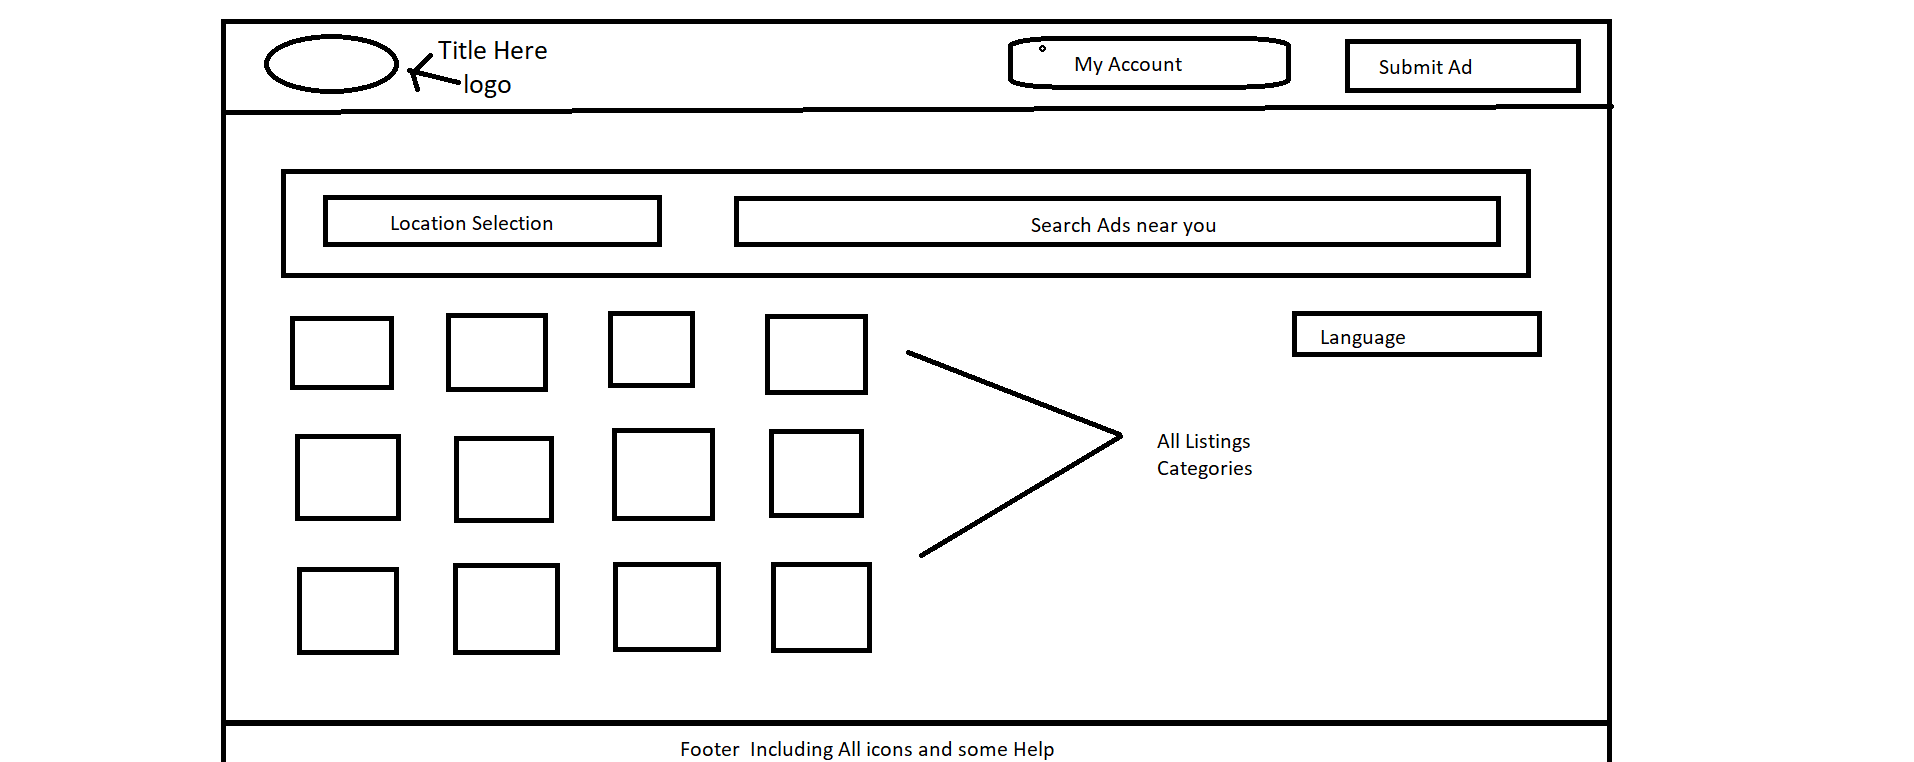 Title Here
logo
My Account
Submit Ad
Location Selection
Search Ads near you
Language
All Listings
Categories
Footer  Including All icons and some Help